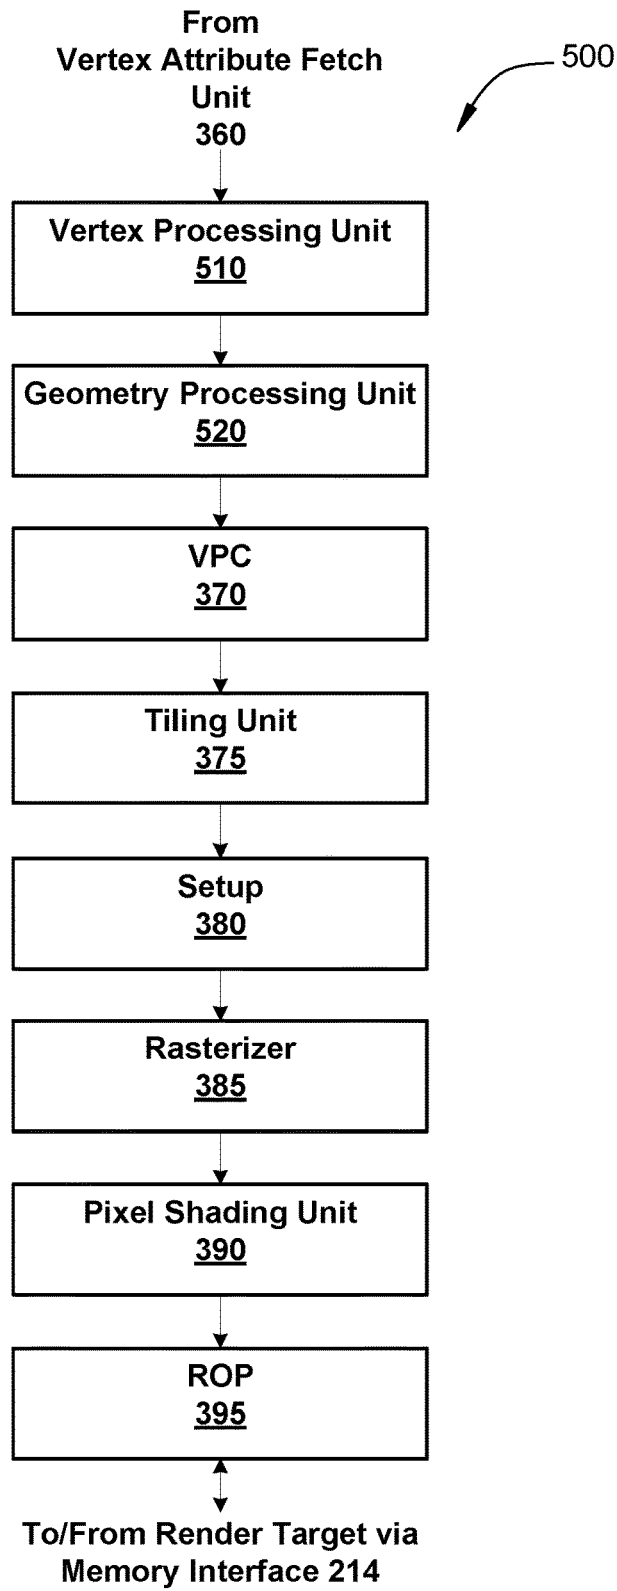 From
Vertex Attribute Fetch
Unit
360
500
Vertex Processing Unit
510
Geometry Processing Unit
520
VPC
370
Tiling Unit
375
Setup
380
Rasterizer
385
Pixel Shading Unit
390
ROP
395
To/From Render Target via
Memory Interface 214